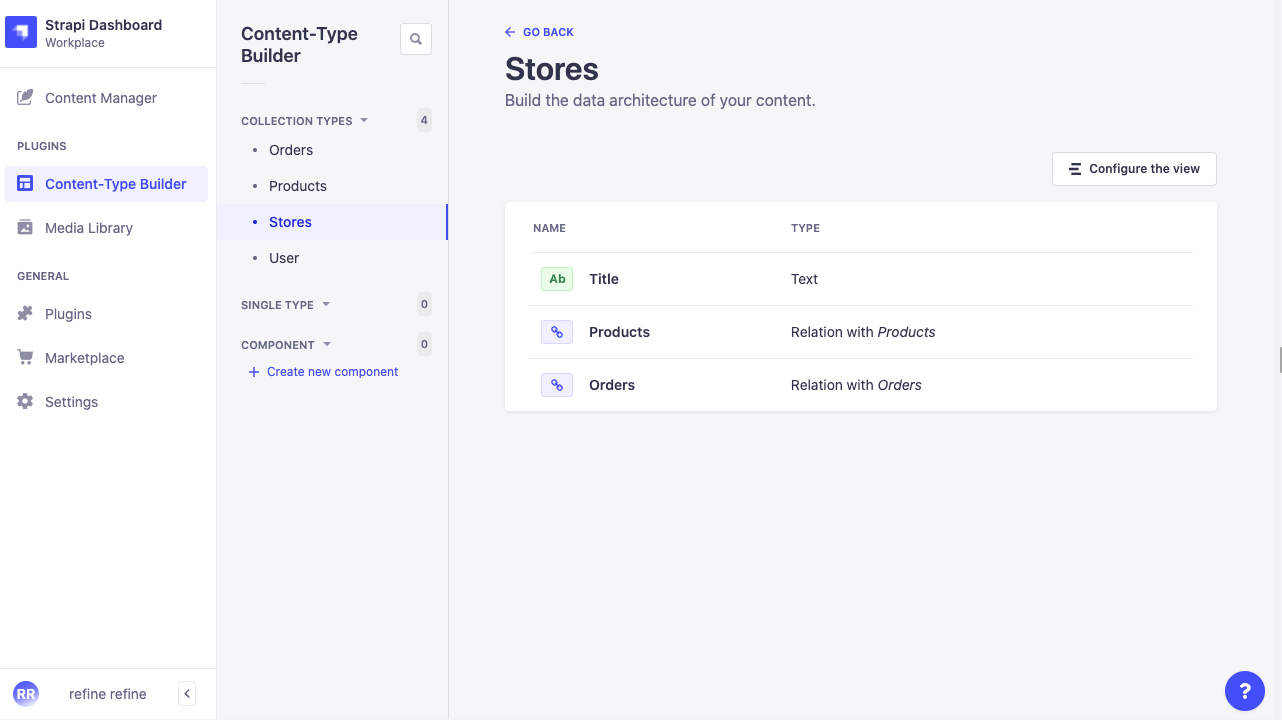 Strapi Dashboard
Workplace
Content Manager
PLUGINS
Content-Type Builder
Media Library
GENERAL
Plugins
Marketplace
Settings
RR
refine refine
Content-Type
Builder
COLLECTION TYPES
4
Orders
Products
Stores
User
SINGLE TYPE
0
COMPONENT
0
Create new component
GO BACK
Stores
Build the data architecture of your content.
Configure the view
NAME TYPE
Ab Title Text
Products Relation with Products
Orders Relation with Orders
?